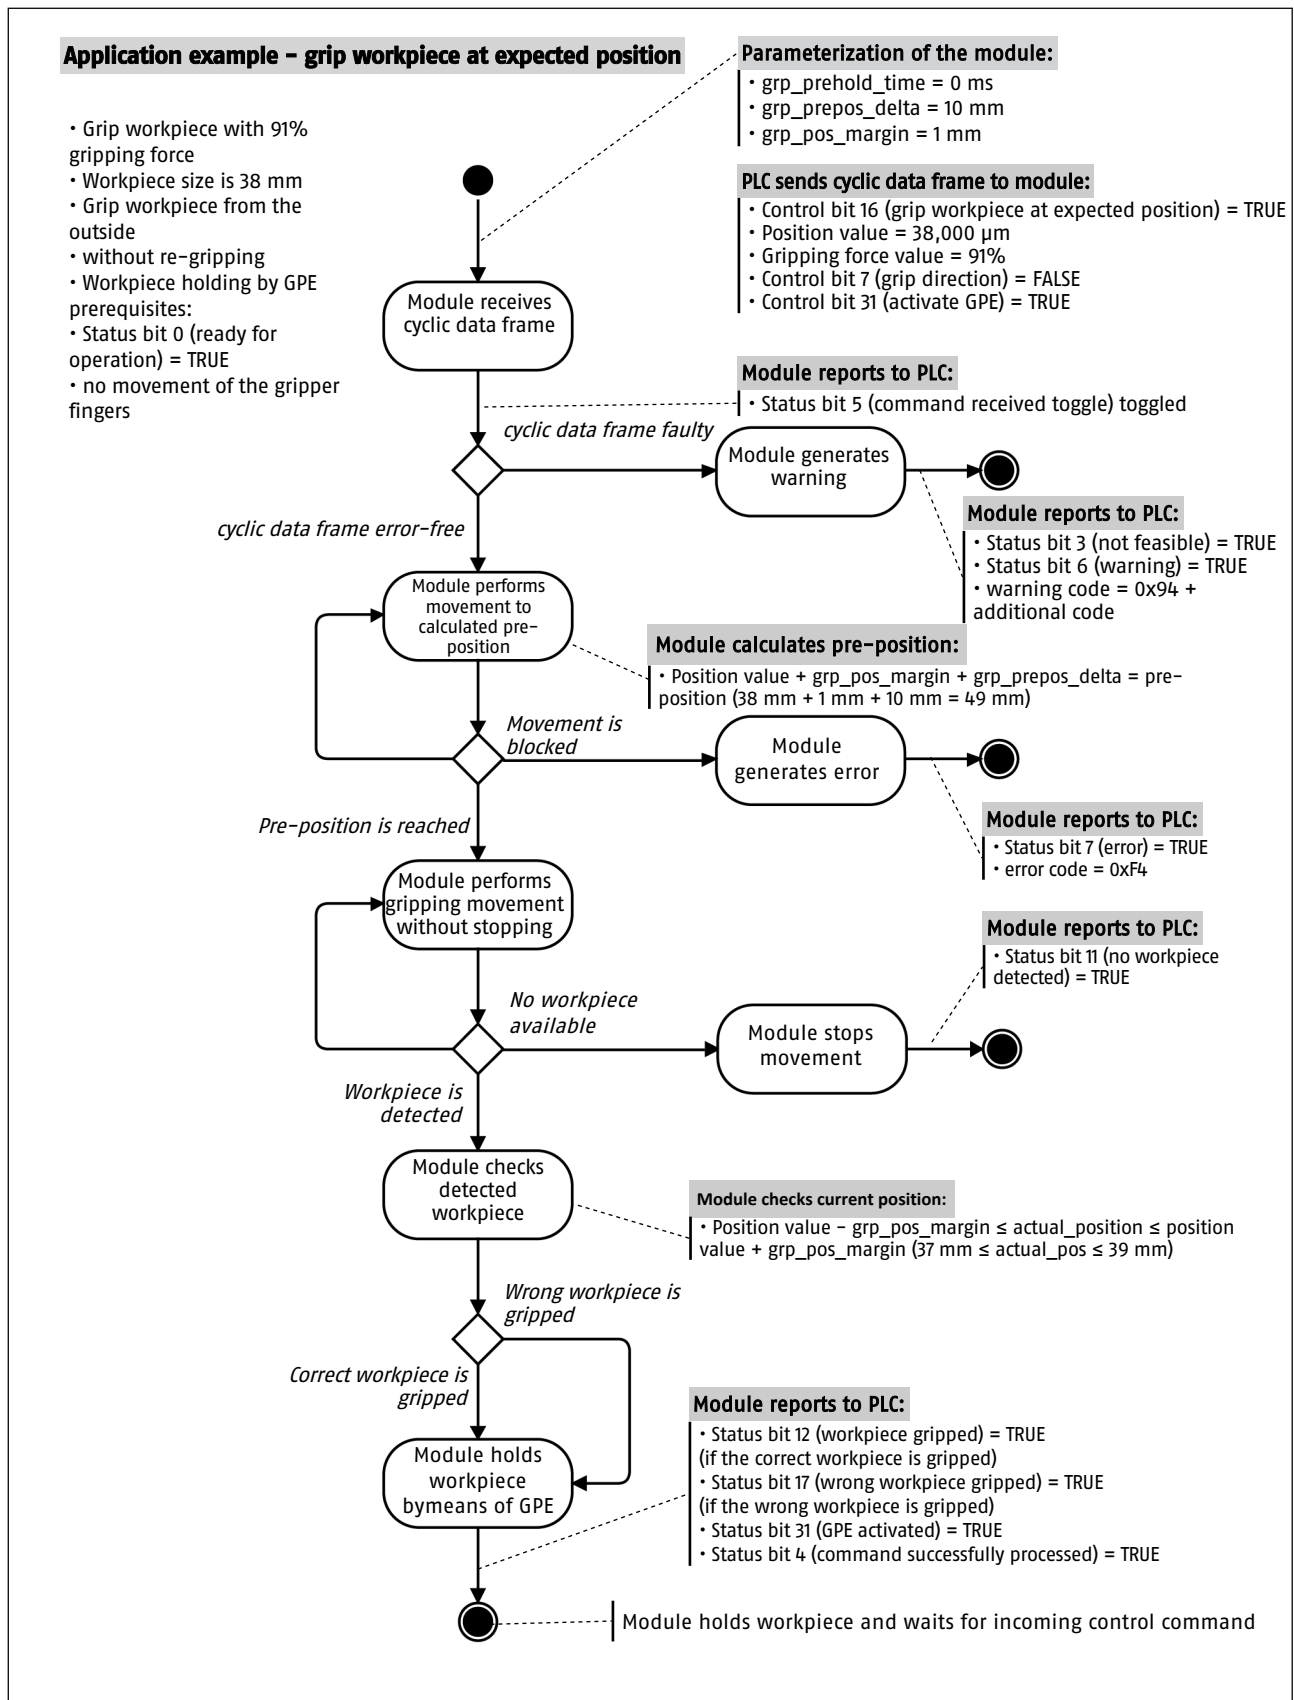 Application example – grip workpiece at expected position
• Grip workpiece with 91%
gripping force
• Workpiece size is 38 mm
• Grip workpiece from the
outside
• without re-gripping
• Workpiece holding by GPE
prerequisites:
• Status bit 0 (ready for
operation) = TRUE
• no movement of the gripper
fingers
Parameterization of the module:
• grp_prehold_time = 0 ms
• grp_prepos_delta = 10 mm
• grp_pos_margin = 1 mm
PLC sends cyclic data frame to module:
• Control bit 16 (grip workpiece at expected position) = TRUE
• Position value = 38,000 µm
• Gripping force value = 91%
• Control bit 7 (grip direction) = FALSE
• Control bit 31 (activate GPE) = TRUE
Module receives
cyclic data frame
Module reports to PLC:
• Status bit 5 (command received toggle) toggled
cyclic data frame faulty
Module generates
warning
Module reports to PLC:
• Status bit 3 (not feasible) = TRUE
• Status bit 6 (warning) = TRUE
• warning code = 0x94 +
additional code
cyclic data frame error-free
Module performs
movement to
calculated pre-
position
Module calculates pre-position:
• Position value + grp_pos_margin + grp_prepos_delta = pre-
position (38 mm + 1 mm + 10 mm = 49 mm)
Movement is
blocked
Module
generates error
Module reports to PLC:
• Status bit 7 (error) = TRUE
• error code = 0xF4
Pre-position is reached
Module performs
gripping movement
without stopping
Module reports to PLC:
• Status bit 11 (no workpiece
detected) = TRUE
No workpiece
available
Module stops
movement
Workpiece is
detected
Module checks
detected
workpiece
Module checks current position:
• Position value – grp_pos_margin ≤ actual_position ≤ position
value + grp_pos_margin (37 mm ≤ actual_pos ≤ 39 mm)
Wrong workpiece is
gripped
Correct workpiece is
gripped
Module holds
workpiece
bymeans of GPE
Module reports to PLC:
• Status bit 12 (workpiece gripped) = TRUE
(if the correct workpiece is gripped)
• Status bit 17 (wrong workpiece gripped) = TRUE
(if the wrong workpiece is gripped)
• Status bit 31 (GPE activated) = TRUE
• Status bit 4 (command successfully processed) = TRUE
Module holds workpiece and waits for incoming control command